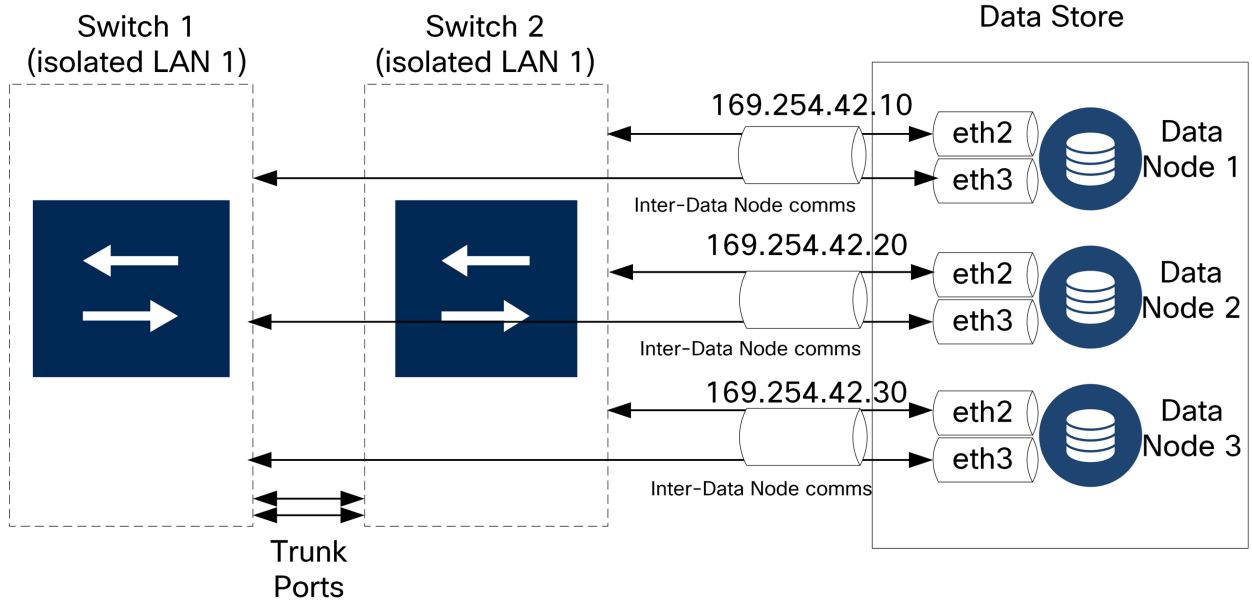 Switch 1
(isolated LAN 1)
Switch 2
(isolated LAN 1)
Data Store
169.254.42.10
eth2
eth3
Data
Node 1
Inter-Data Node comms
169.254.42.20
eth2
eth3
Data
Node 2
Inter-Data Node comms
169.254.42.30
eth2
eth3
Data
Node 3
Inter-Data Node comms
Trunk
Ports